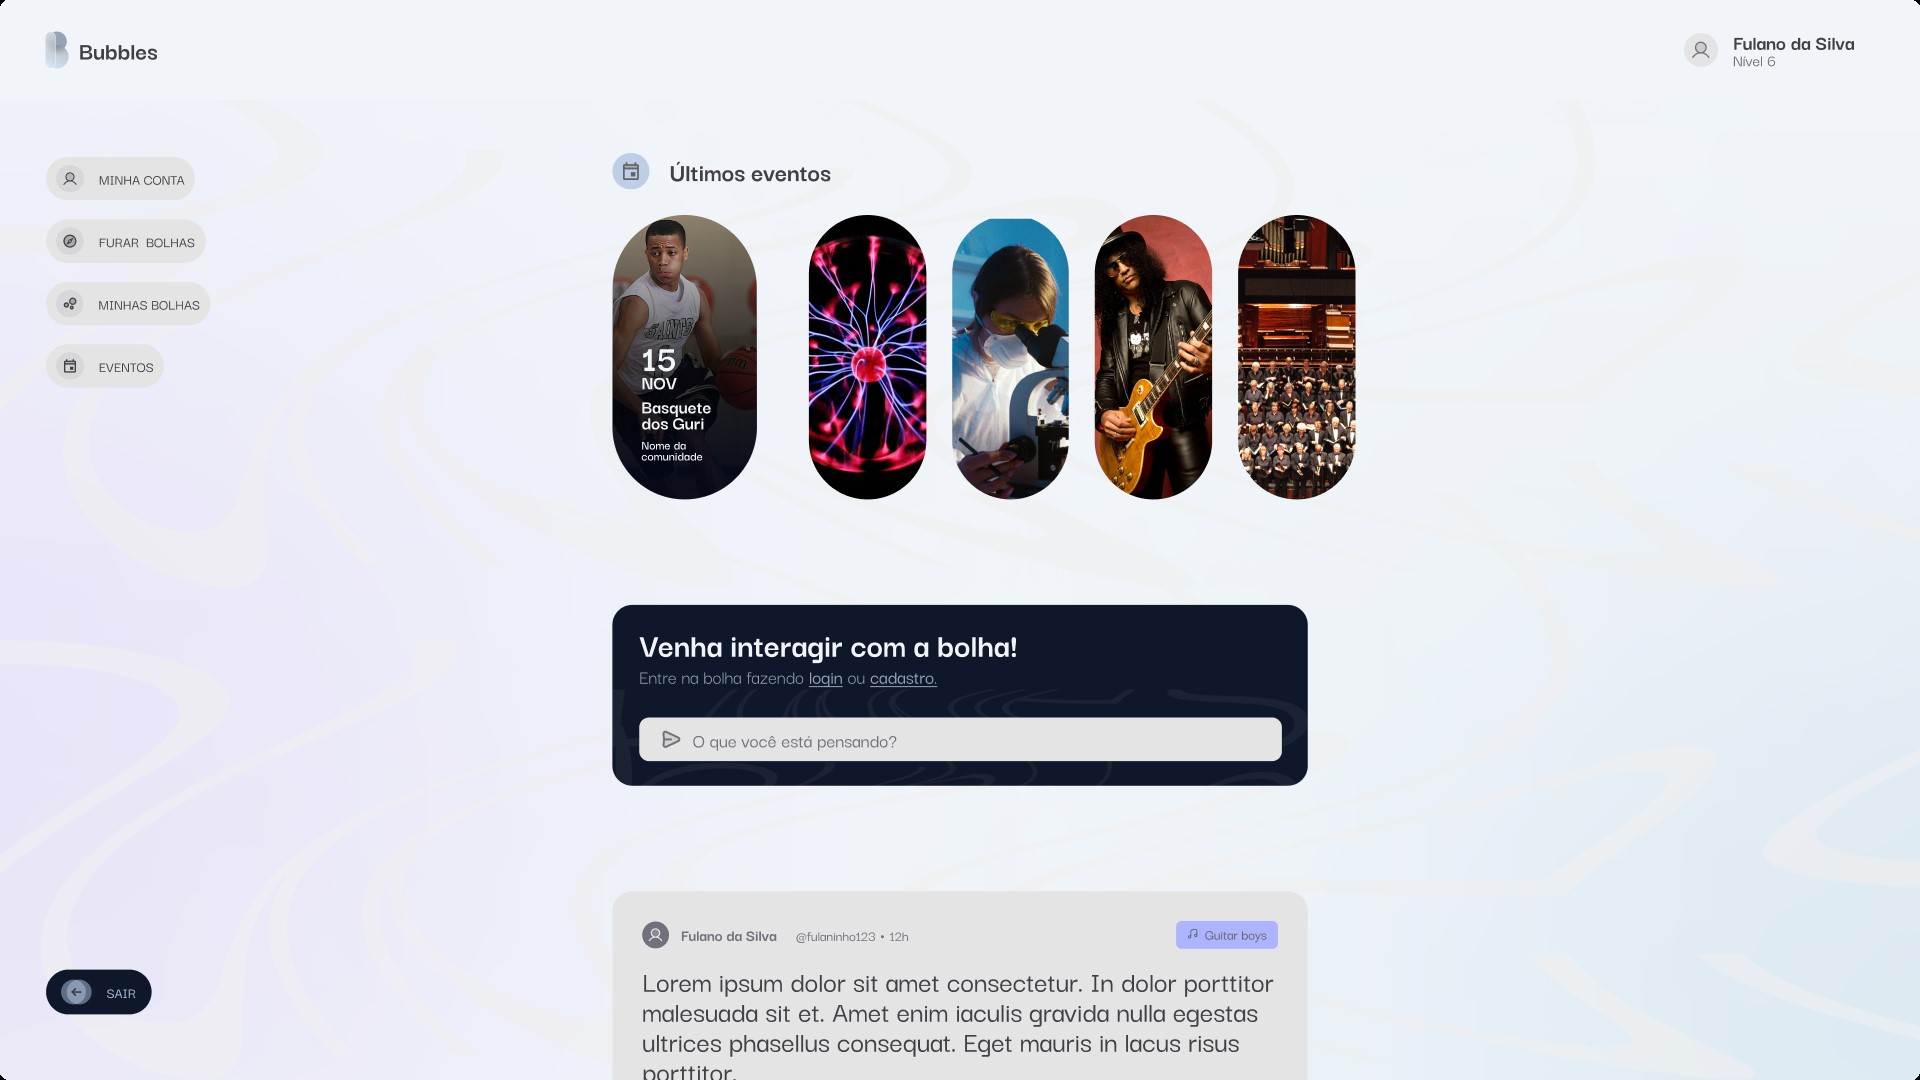 Bubbles
Fulano da Silva
Nível 6
MINHA CONTA
FURAR BOLHAS
MINHAS BOLHAS
EVENTOS
SAIR
Últimos eventos
15
NOV
Basquete
dos Guri
Nome da
comunidade
Venha interagir com a bolha!
Entre na bolha fazendo login ou cadastro.
O que você está pensando?
Fulano da Silva @fulaninho123 • 12h
Guitar boys
Lorem ipsum dolor sit amet consectetur. In dolor porttitor
malesuada sit et. Amet enim iaculis gravida nulla egestas
ultrices phasellus consequat. Eget mauris in lacus risus
porttitor.